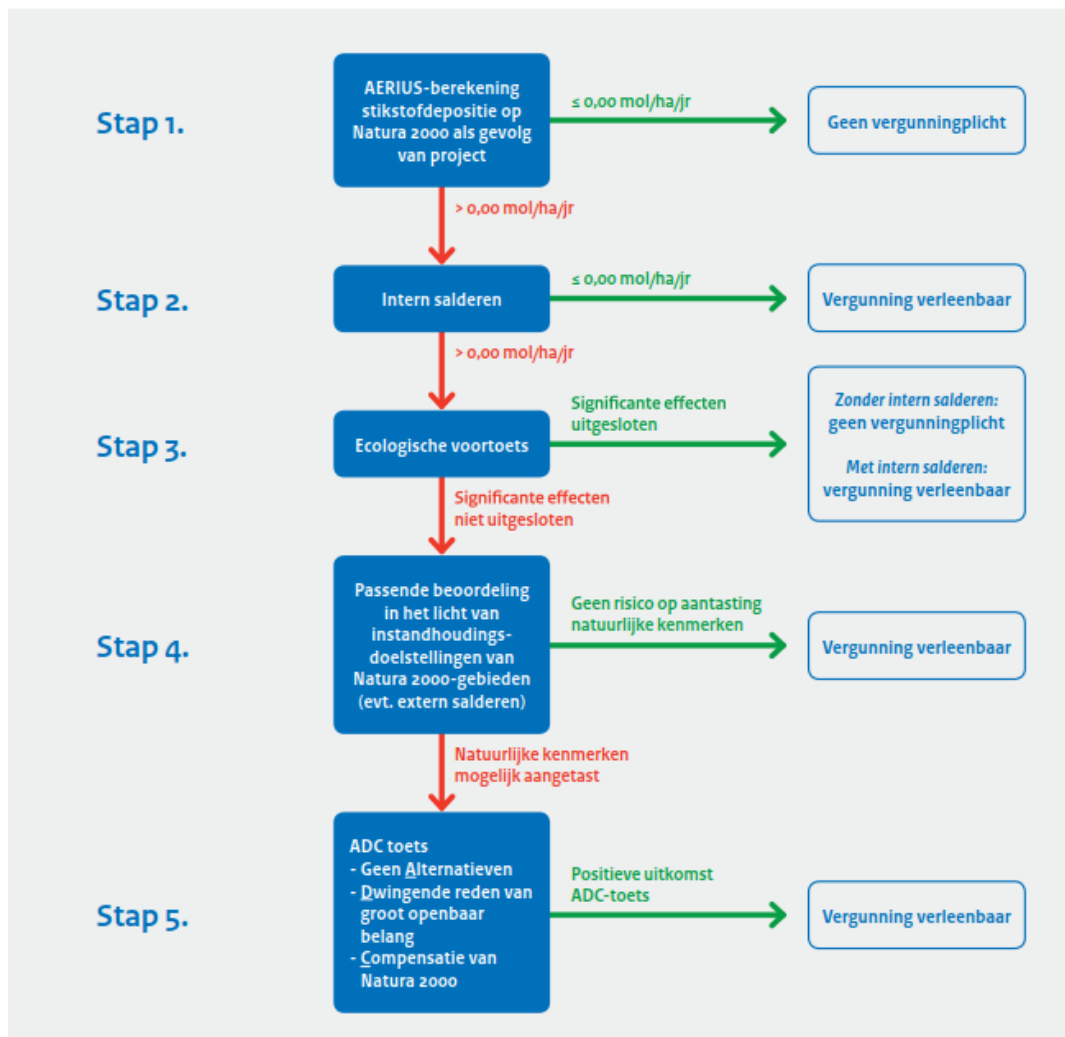 Stap 1.
AERIUS-berekening
stikstofdepositie op
Natura 2000 als gevolg
van project
≤ 0,00 mol/ha/jr
Geen vergunningplicht
> 0,00 mol/ha/jr
Stap 2.
Intern salderen
≤ 0,00 mol/ha/jr
Vergunning verleenbaar
> 0,00 mol/ha/jr
Stap 3.
Ecologische voortoets
Significante effecten
uitgesloten
Zonder intern salderen:
geen vergunningplicht
Met intern salderen:
vergunning verleenbaar
Significante effecten
niet uitgesloten
Stap 4.
Passende beoordeling
in het licht van
instandhoudings-
doelstellingen van
Natura 2000-gebieden
(evt. extern salderen)
Geen risico op aantasting
natuurlijke kenmerken
Vergunning verleenbaar
Natuurlijke kenmerken
mogelijk aangetast
Stap 5.
ADC toets
- Geen Alternatieven
- Dwingende reden van
groot openbaar
belang
- Compensatie van
Natura 2000
Positieve uitkomst
ADC-toets
Vergunning verleenbaar